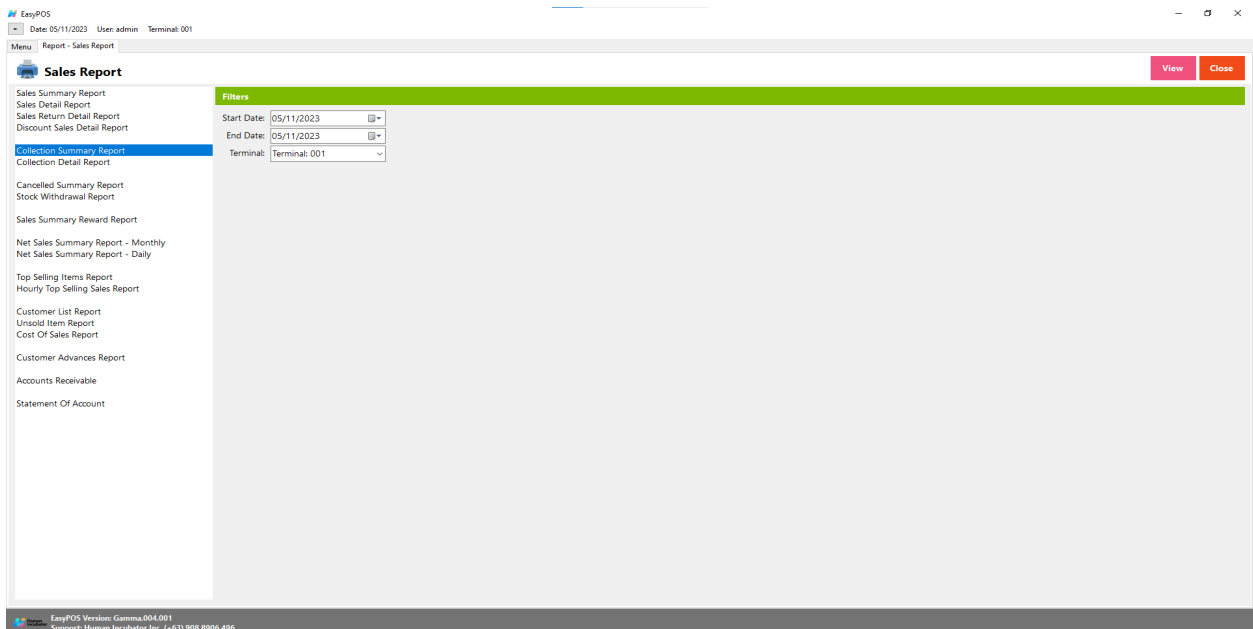 EasyPOS
Date: 05/11/2023 User: admin Terminal: 001
Menu Report - Sales Report
Sales Report
View Close
Sales Summary Report
Sales Detail Report
Sales Return Detail Report
Discount Sales Detail Report
Collection Summary Report
Collection Detail Report
Cancelled Summary Report
Stock Withdrawal Report
Sales Summary Reward Report
Net Sales Summary Report - Monthly
Net Sales Summary Report - Daily
Top Selling Items Report
Hourly Top Selling Sales Report
Customer List Report
Unsold Item Report
Cost Of Sales Report
Customer Advances Report
Accounts Receivable
Statement Of Account
Filters
Start Date: 05/11/2023
End Date: 05/11/2023
Terminal: Terminal: 001
Human
Incubator
EasyPOS Version: Gamma.004.001
Support: Human Incubator Inc. (+63) 908 8906 496